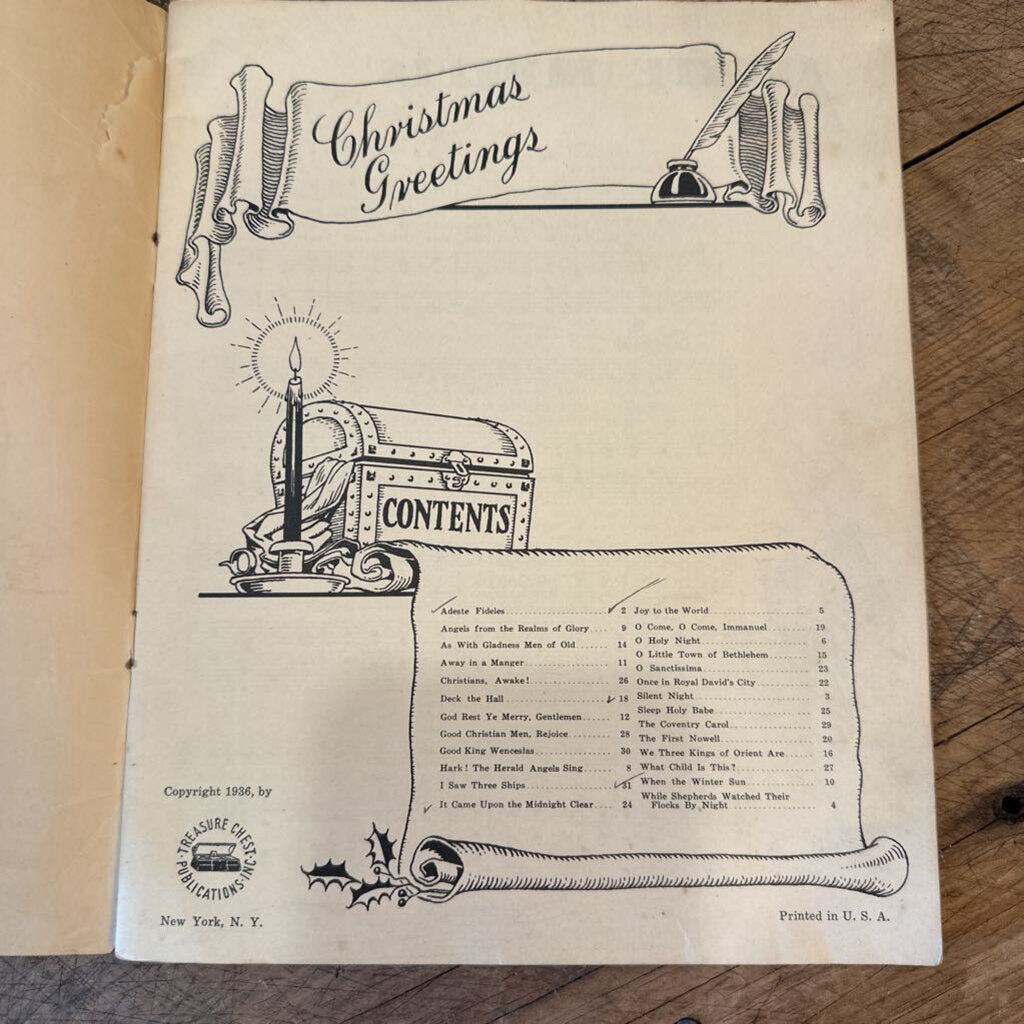 Christmas
Greetings
CONTENTS
Adeste Fideles .......................... 2
Angels from the Realms of Glory .... 9
As With Gladness Men of Old ....... 14
Away in a Manger ..................... 11
Christians, Awake! ................... 26
Deck the Hall .......................... 18
God Rest Ye Merry, Gentlemen ...... 12
Good Christian Men, Rejoice ......... 28
Good King Wenceslas ................. 30
Hark! The Herald Angels Sing ...... 8
I Saw Three Ships ..................... 31
It Came Upon the Midnight Clear .... 24
Joy to the World ....................... 5
O Come, O Come, Immanuel ......... 19
O Holy Night ........................... 6
O Little Town of Bethlehem .......... 15
O Sanctissima .......................... 23
Once in Royal David's City ........... 22
Silent Night ............................ 3
Sleep Holy Babe ....................... 25
The Coventry Carol .................... 29
The First Nowell ....................... 20
We Three Kings of Orient Are ....... 16
What Child Is This? .................... 27
When the Winter Sun .................. 10
While Shepherds Watched Their
Flocks By Night ....................... 4
Copyright 1936, by
TREASURE CHEST
PUBLICATIONS · INC ·
New York, N. Y.
Printed in U. S. A.